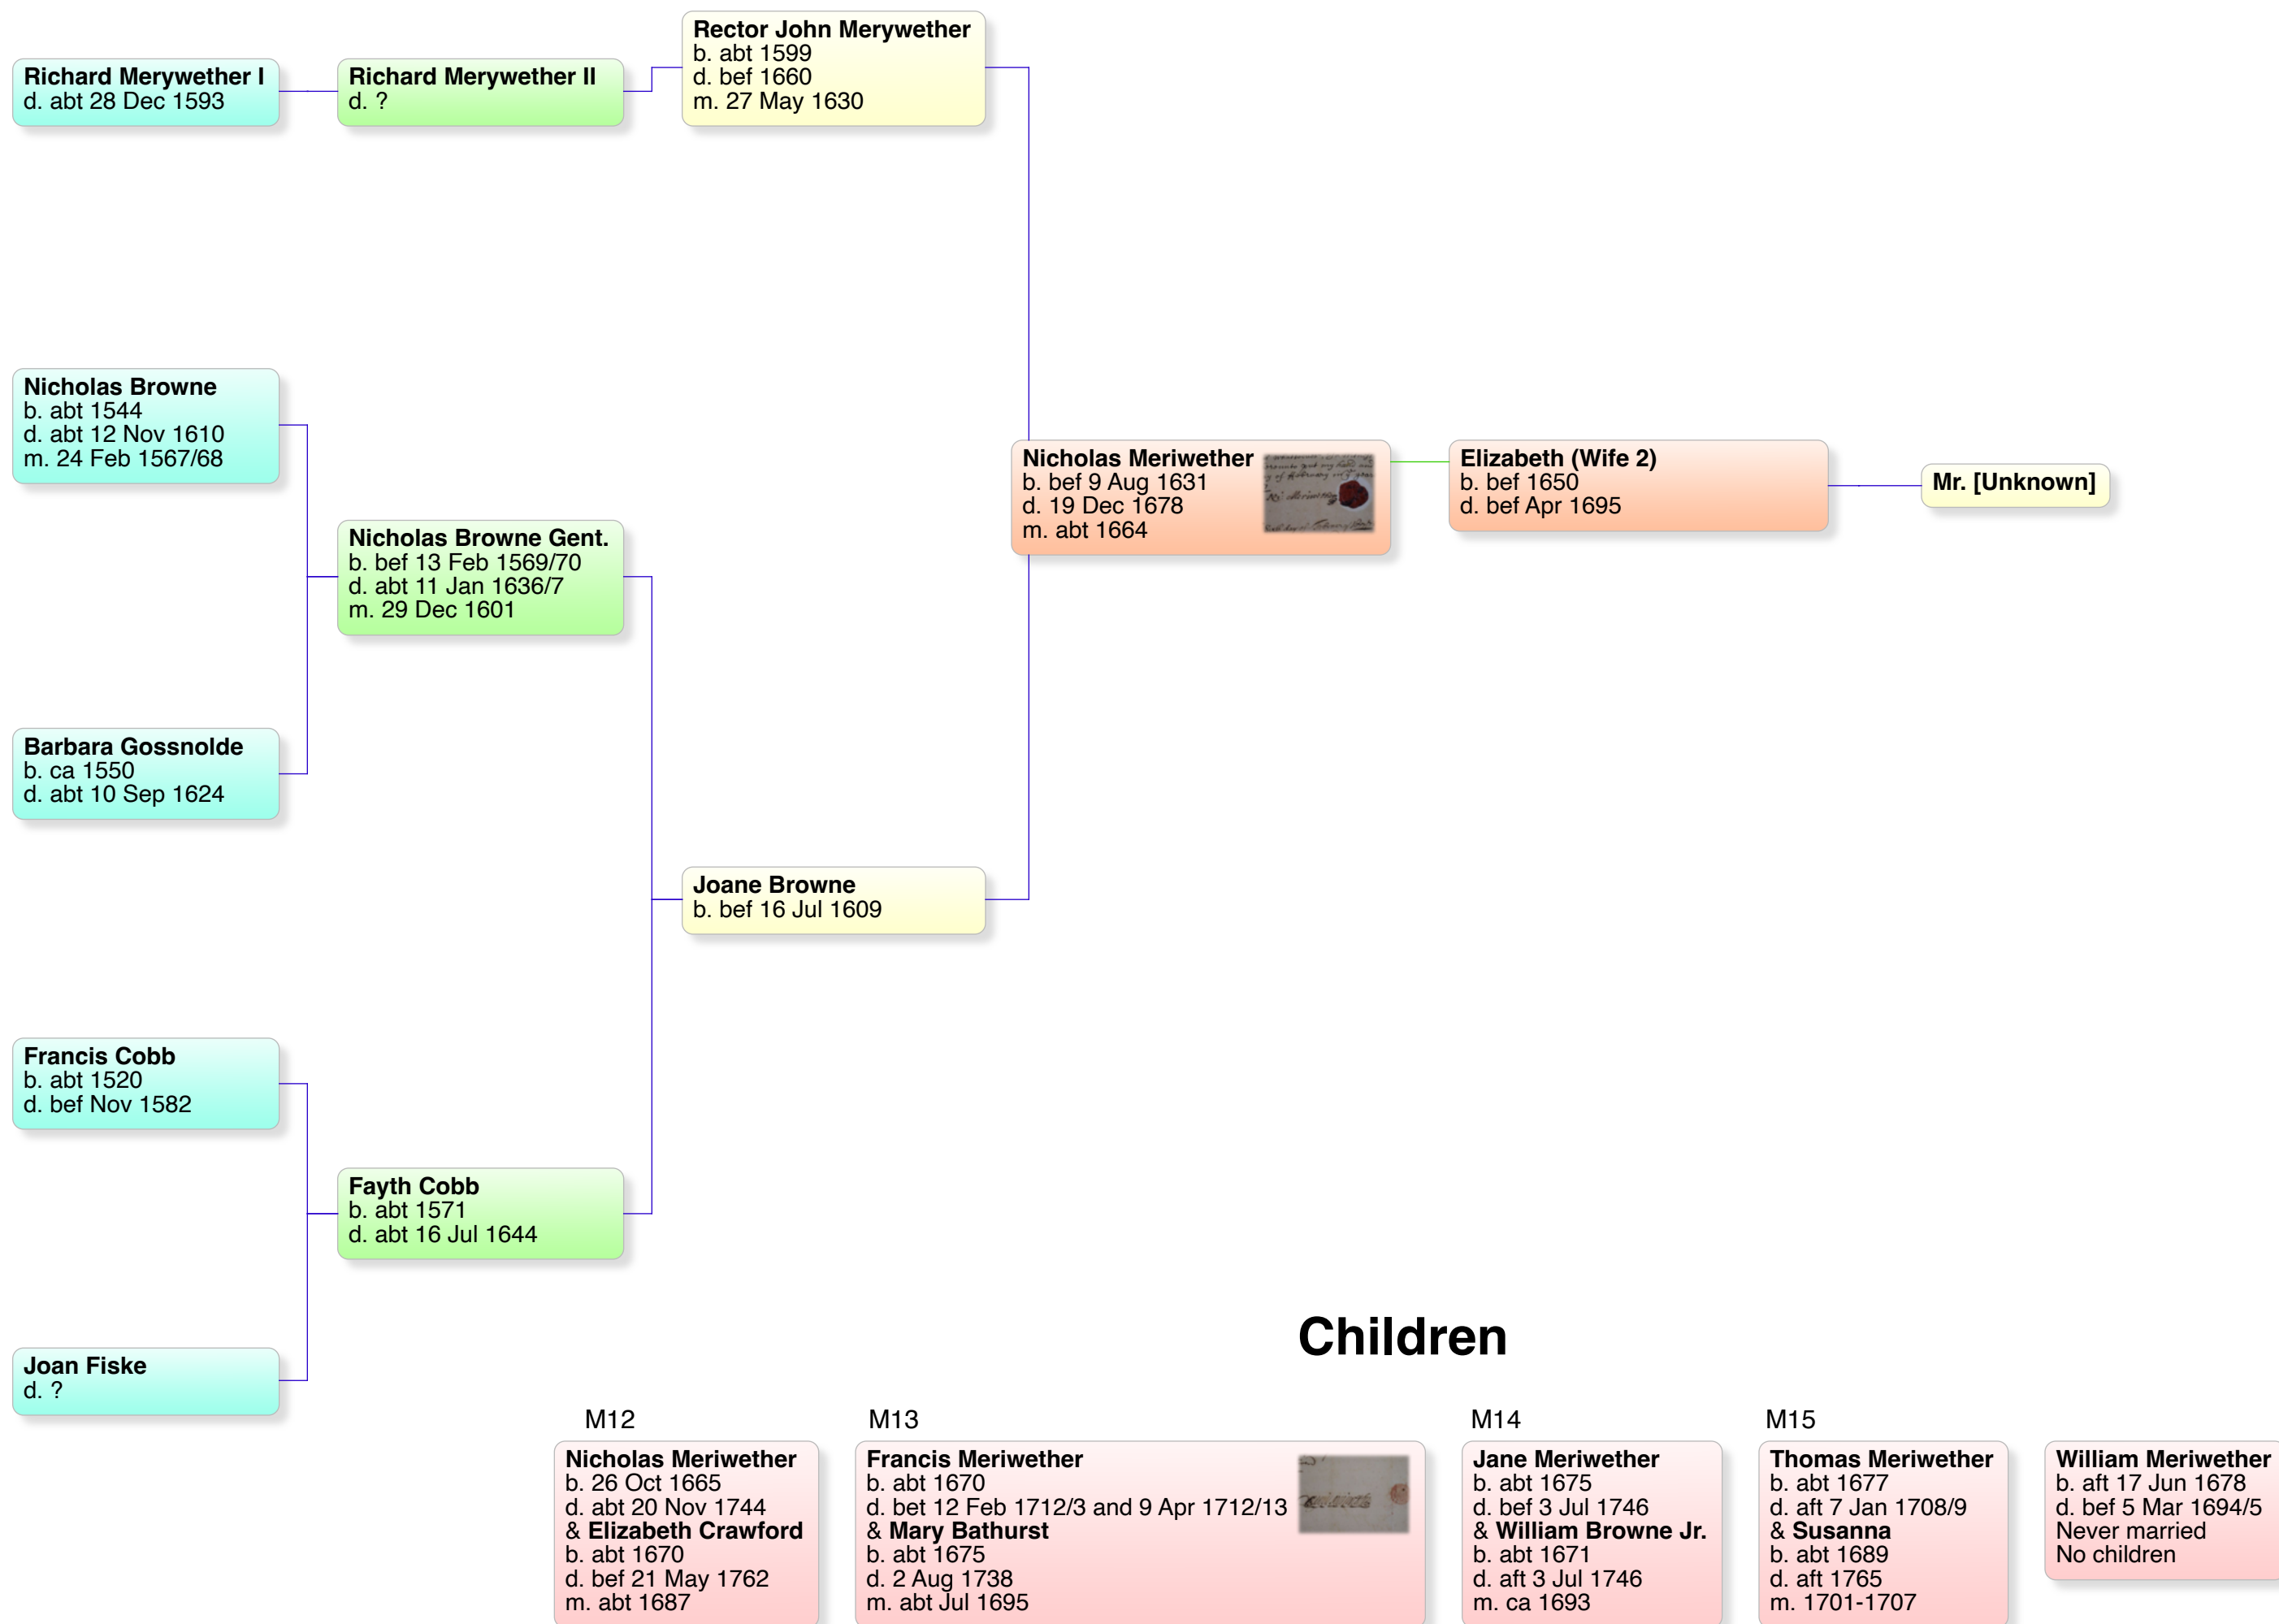 Richard Merywether I
d. abt 28 Dec 1593
Richard Merywether II
d. ?
Rector John Merywether
b. abt 1599
d. bef 1660
m. 27 May 1630
Nicholas Browne
b. abt 1544
d. abt 12 Nov 1610
m. 24 Feb 1567/68
Nicholas Browne Gent.
b. bef 13 Feb 1569/70
d. abt 11 Jan 1636/7
m. 29 Dec 1601
Barbara Gossnolde
b. ca 1550
d. abt 10 Sep 1624
Nicholas Meriwether
b. bef 9 Aug 1631
d. 19 Dec 1678
m. abt 1664
Elizabeth (Wife 2)
b. bef 1650
d. bef Apr 1695
Mr. [Unknown]
Joane Browne
b. bef 16 Jul 1609
Francis Cobb
b. abt 1520
d. bef Nov 1582
Fayth Cobb
b. abt 1571
d. abt 16 Jul 1644
Joan Fiske
d. ?
Children
M12
Nicholas Meriwether
b. 26 Oct 1665
d. abt 20 Nov 1744
& Elizabeth Crawford
b. abt 1670
d. bef 21 May 1762
m. abt 1687
M13
Francis Meriwether
b. abt 1670
d. bet 12 Feb 1712/3 and 9 Apr 1712/13
& Mary Bathurst
b. abt 1675
d. 2 Aug 1738
m. abt Jul 1695
M14
Jane Meriwether
b. abt 1675
d. bef 3 Jul 1746
& William Browne Jr.
b. abt 1671
d. aft 3 Jul 1746
m. ca 1693
M15
Thomas Meriwether
b. abt 1677
d. aft 7 Jan 1708/9
& Susanna
b. abt 1689
d. aft 1765
m. 1701-1707
William Meriwether
b. aft 17 Jun 1678
d. bef 5 Mar 1694/5
Never married
No children